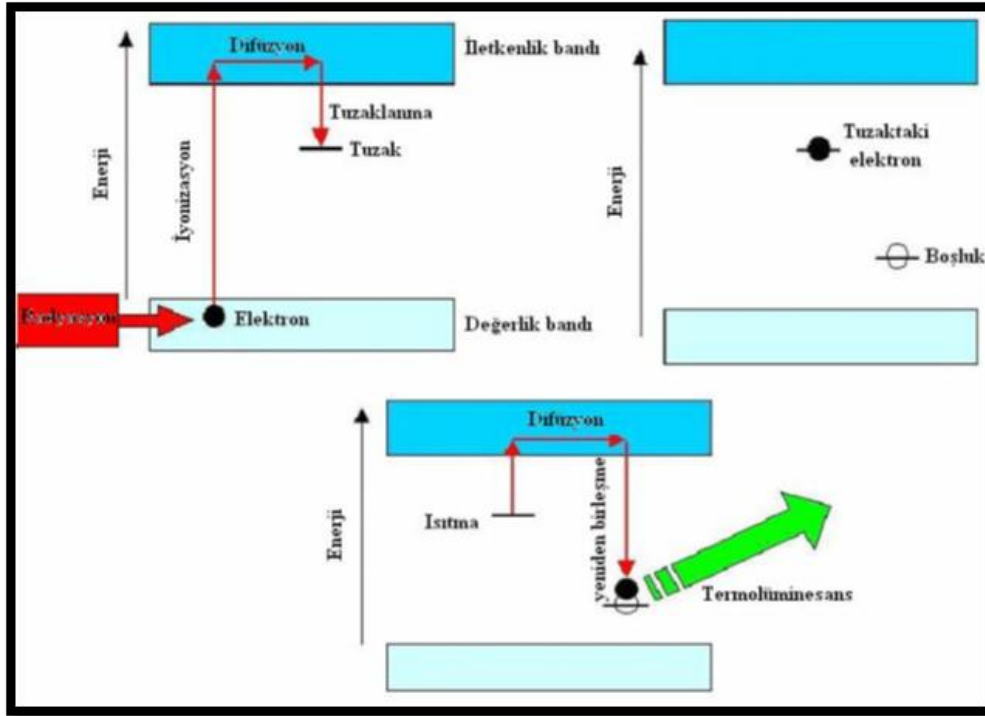 Difüzyon
İletkenlik bandı
Tuzaklanma
Tuzak
Enerji
İyonizasyon
Radyasyon
Elektron
Değerlik bandı
Enerji
Tuzaktaki
elektron
Boşluk
Difüzyon
Enerji
Isıtma
yeniden birleşme
Termolüminesans